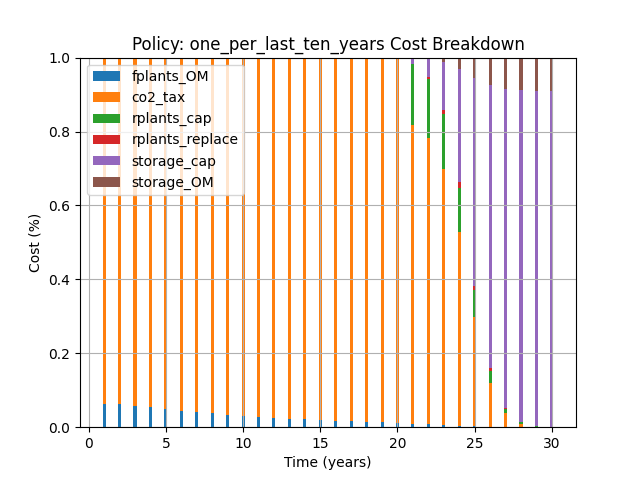 Policy: one_per_last_ten_years Cost Breakdown
fplants_OM
co2_tax
rplants_cap
rplants_replace
storage_cap
storage_OM
Cost (%)
1.0
0.8
0.6
0.4
0.2
0.0
0 5 10 15 20 25 30
Time (years)